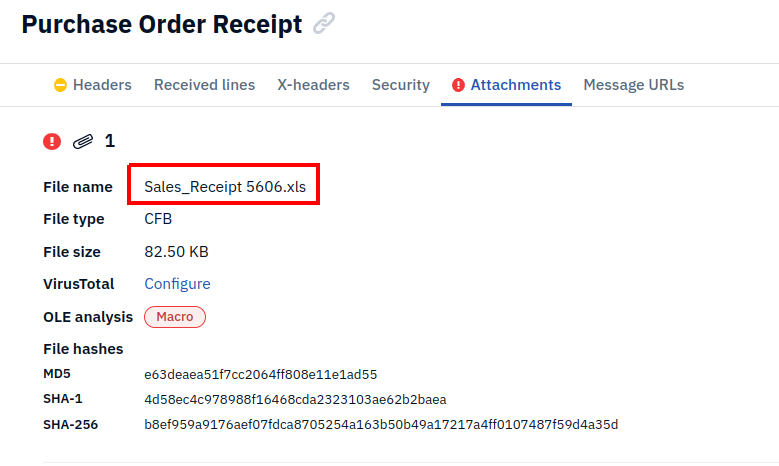 Purchase Order Receipt
Headers Received lines X-headers Security Attachments Message URLs
1
File name Sales_Receipt 5606.xls
File type CFB
File size 82.50 KB
VirusTotal Configure
OLE analysis Macro
File hashes
MD5 e63deaea51f7cc2064ff808e11e1ad55
SHA-1 4d58ec4c978988f16468cda2323103ae62b2baea
SHA-256 b8ef959a9176aef07fdca8705254a163b50b49a17217a4ff0107487f59d4a35d